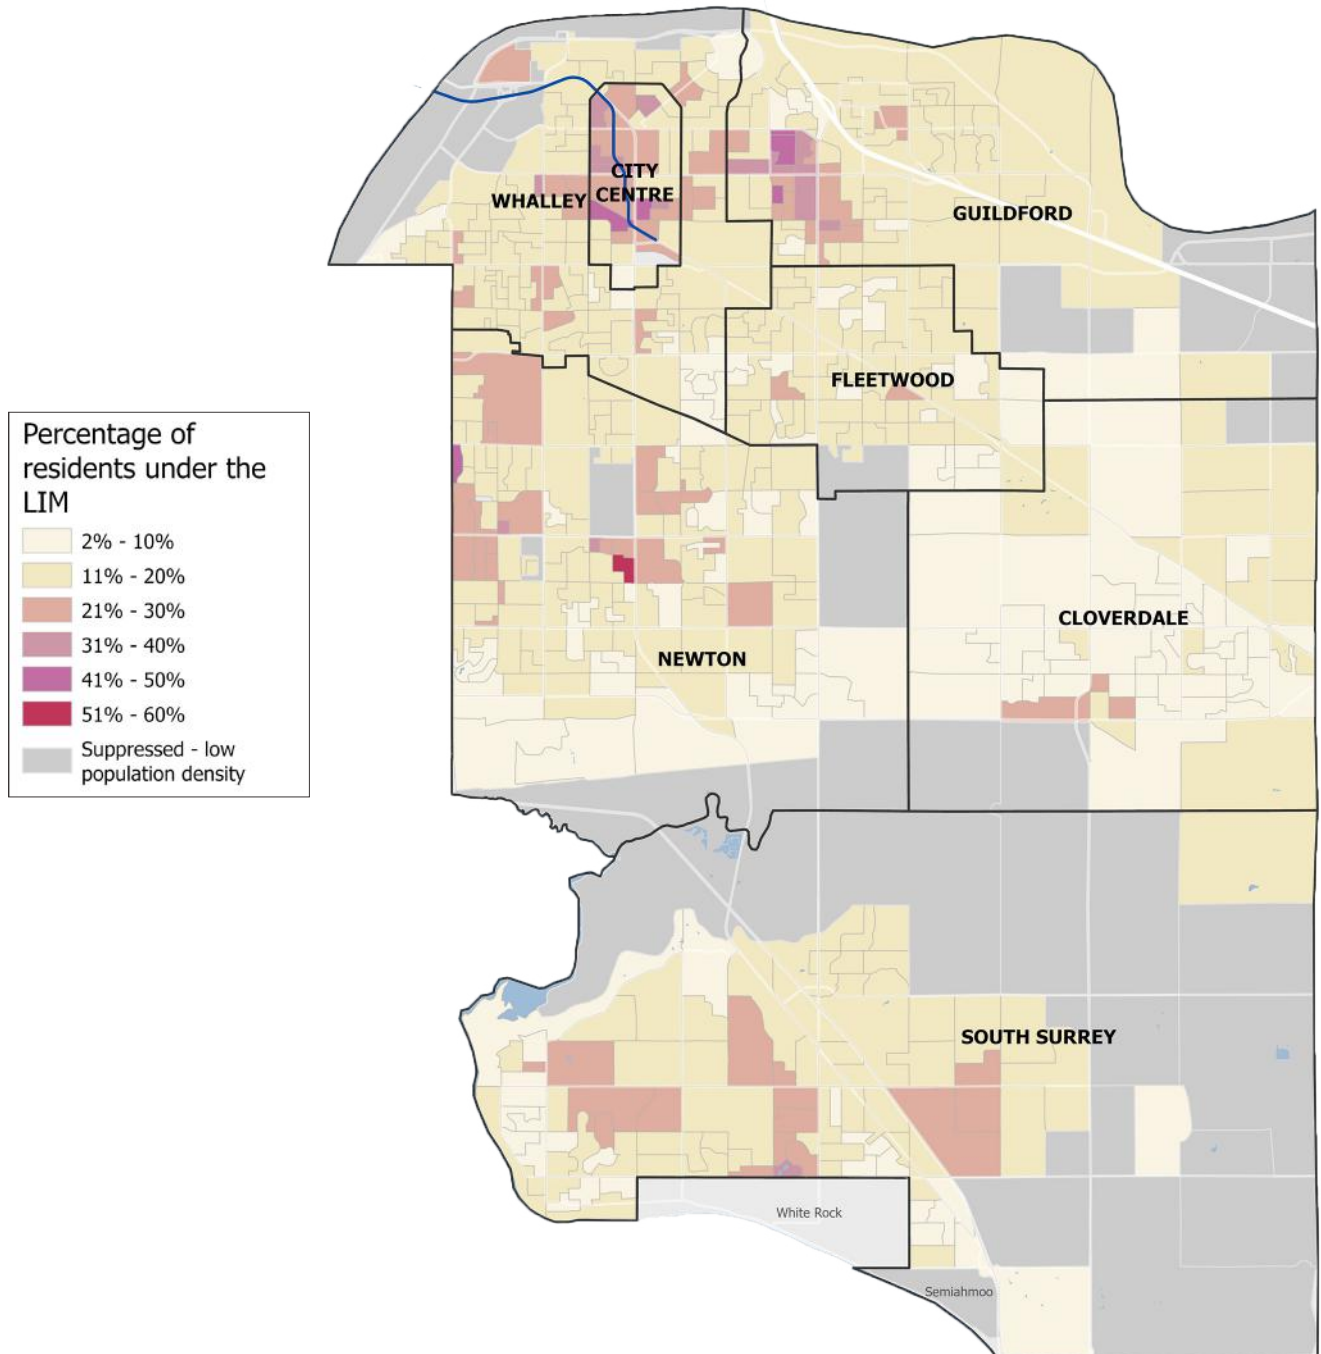 CITY
CENTRE
WHALLEY
GUILDFORD
FLEETWOOD
Percentage of
residents under the
LIM
2% - 10%
11% - 20%
21% - 30%
31% - 40%
41% - 50%
51% - 60%
Suppressed - low
population density
CLOVERDALE
NEWTON
SOUTH SURREY
White Rock
Semiahmoo